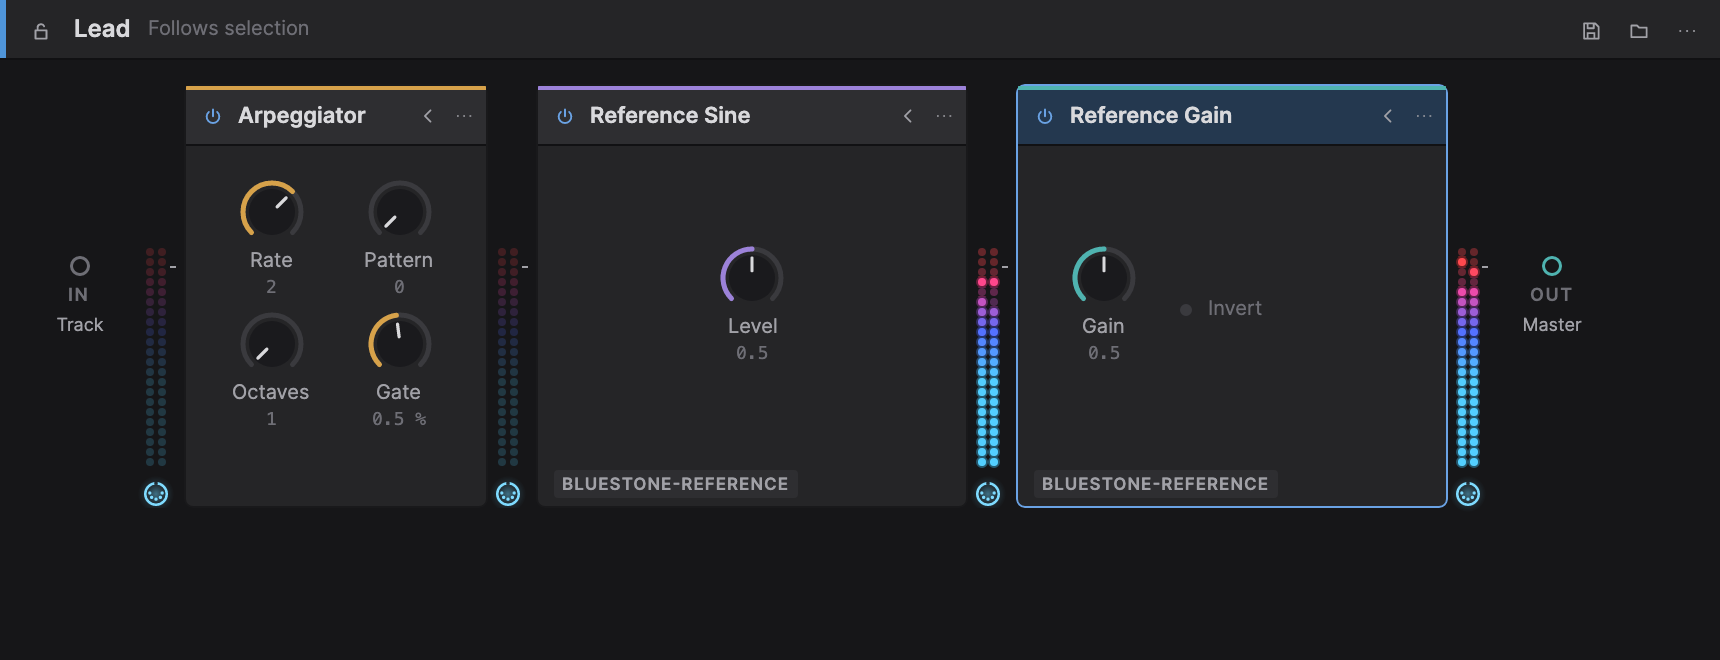 Lead Follows selection
Arpeggiator
Reference Sine
Reference Gain
IN
Track
Rate
2
Pattern
0
Octaves
1
Gate
0.5 %
Level
0.5
BLUESTONE-REFERENCE
Gain
0.5
Invert
BLUESTONE-REFERENCE
OUT
Master